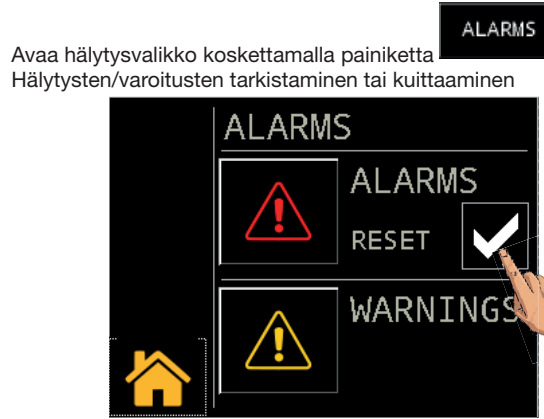 ALARMS
Avaa hälytysvalikko koskettamalla painiketta
Hälytysten/varoitusten tarkistaminen tai kuittaaminen
ALARMS
ALARMS
RESET
WARNINGS